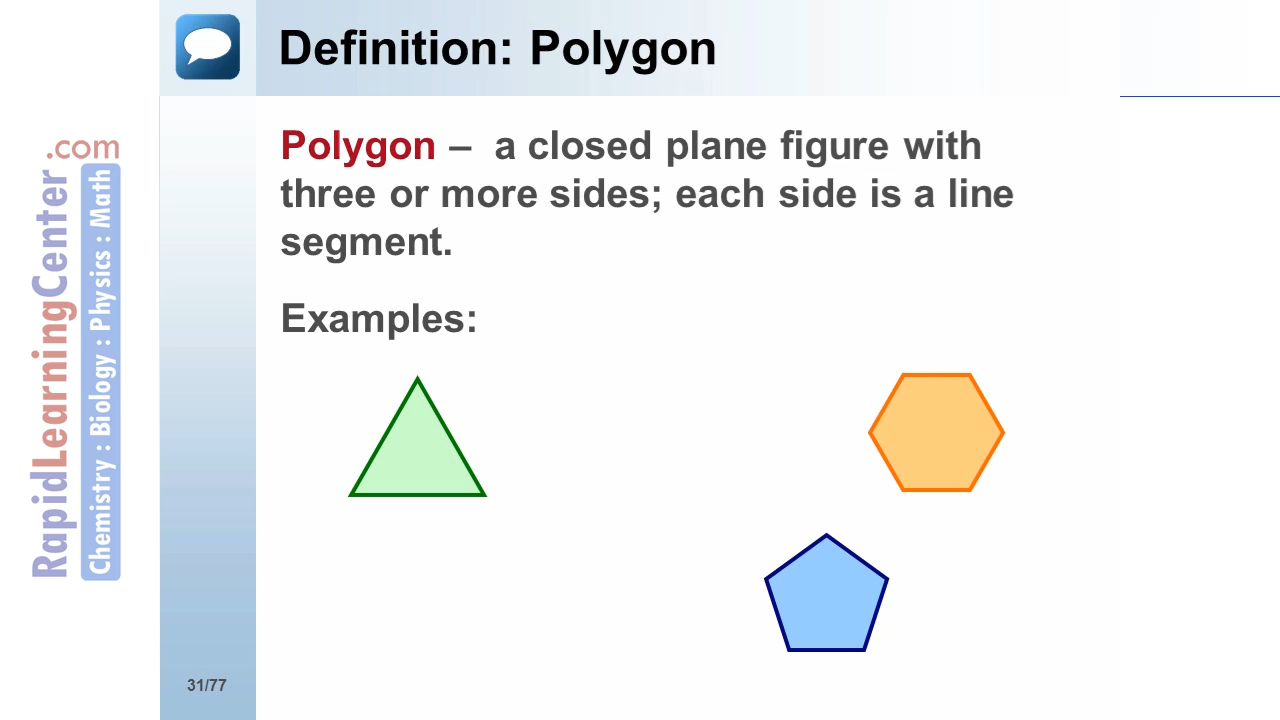 Definition: Polygon
Polygon – a closed plane figure with
three or more sides; each side is a line
segment.
Examples:
RapidLearningCenter
.com
Chemistry : Biology : Physics : Math
31/77